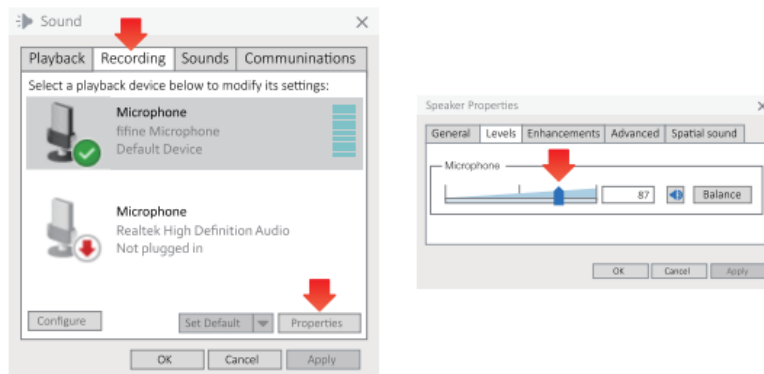 Sound
Playback Recording Sounds Communinations
Select a playback device below to modify its settings:
Microphone
fifine Microphone
Default Device
Microphone
Realtek High Definition Audio
Not plugged in
Configure Set Default Properties
OK Cancel Apply
Speaker Properties
General Levels Enhancements Advanced Spatial sound
Microphone
87 Balance
OK Cancel Apply